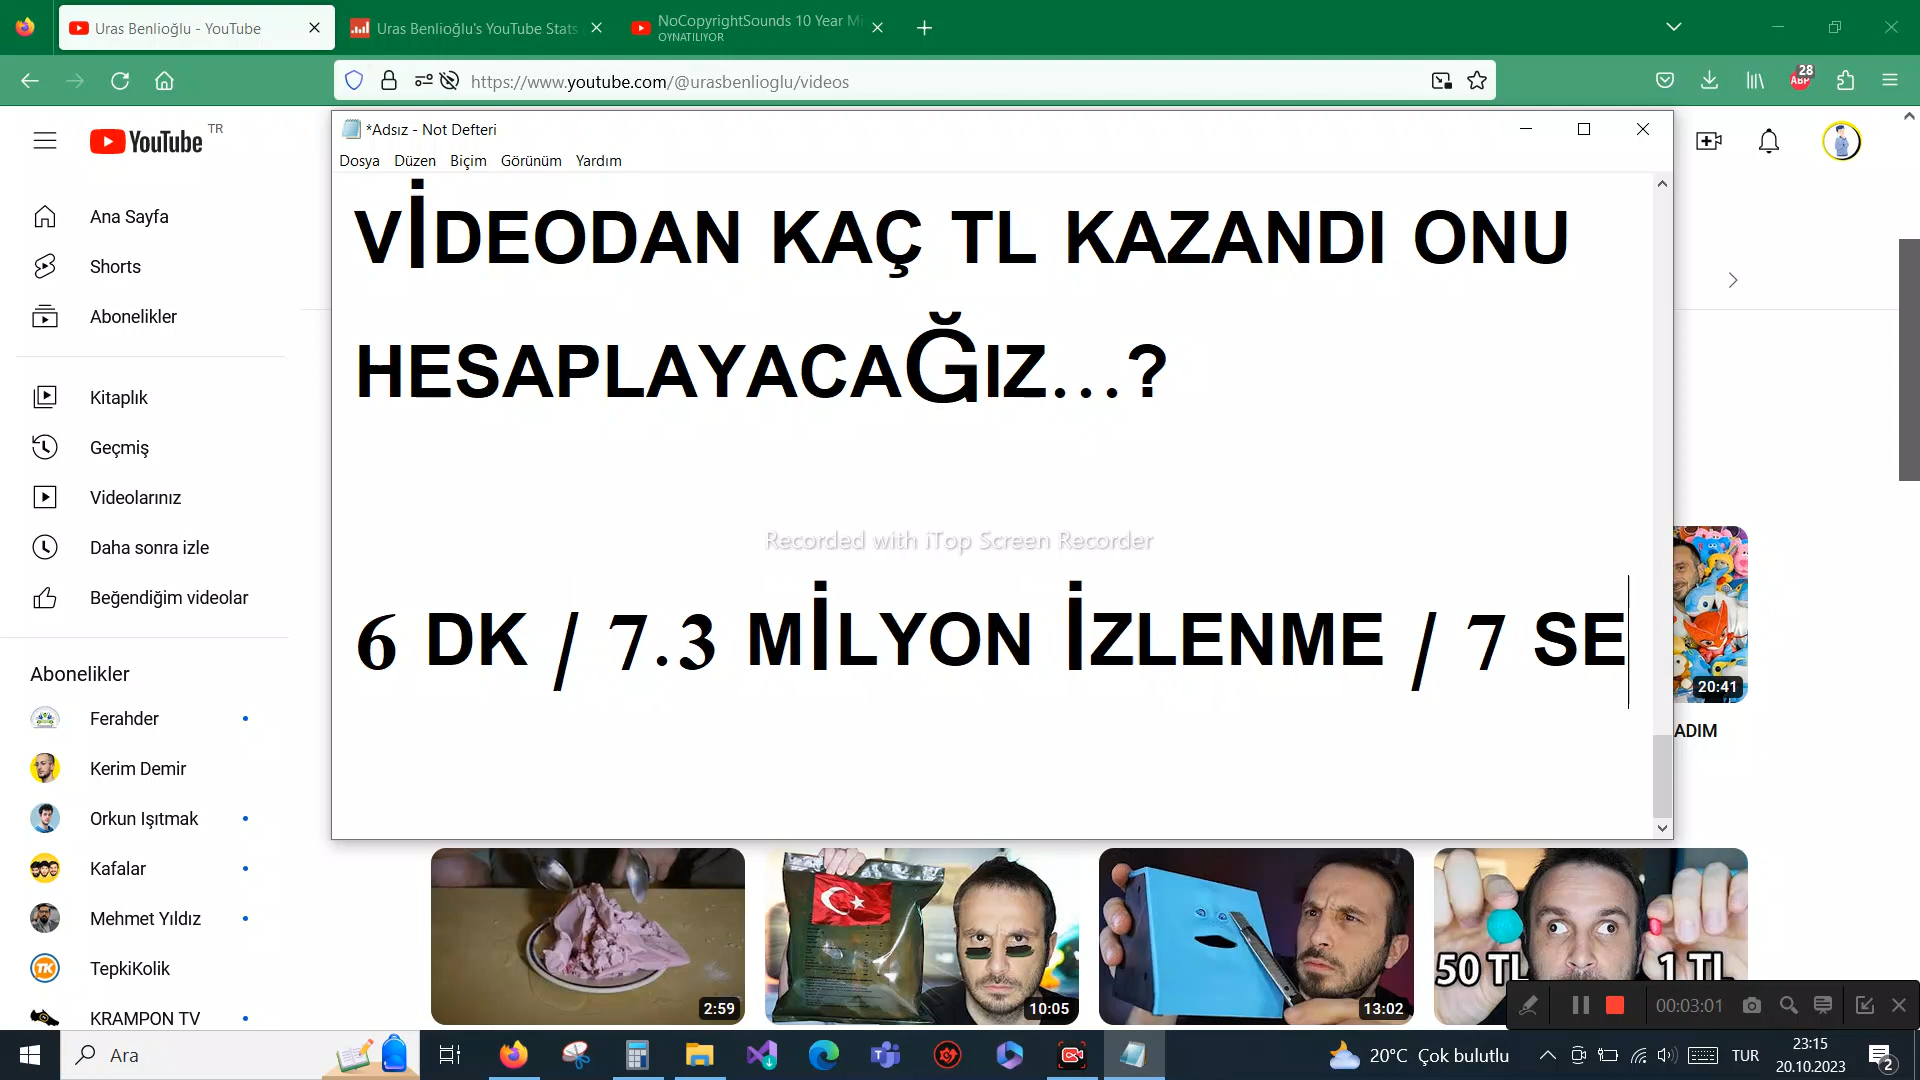 Uras Benlioğlu - YouTube
Uras Benlioğlu's YouTube Stats
NoCopyrightSounds 10 Year Mi
OYNATILIYOR
https://www.youtube.com/@urasbenlioglu/videos
28
ABP
YouTube TR
*Adsız - Not Defteri
Dosya Düzen Biçim Görünüm Yardım
VİDEODAN KAÇ TL KAZANDI ONU
HESAPLAYACAĞIZ...?
6 DK / 7.3 MİLYON İZLENME / 7 SE
Recorded with iTop Screen Recorder
Ana Sayfa
Shorts
Abonelikler
Kitaplık
Geçmiş
Videolarınız
Daha sonra izle
Beğendiğim videolar
Abonelikler
Ferahder
Kerim Demir
Orkun Işıtmak
Kafalar
Mehmet Yıldız
TepkiKolik
KRAMPON TV
20:41
ADIM
2:59
10:05
13:02
50 TL
1 TL
00:03:01
Ara
20°C Çok bulutlu
TUR
23:15
20.10.2023
2